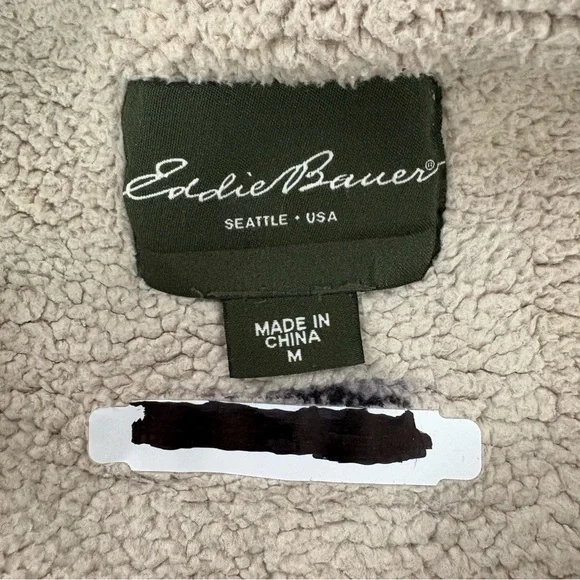 Eddie Bauer®
SEATTLE • USA
MADE IN
CHINA
M